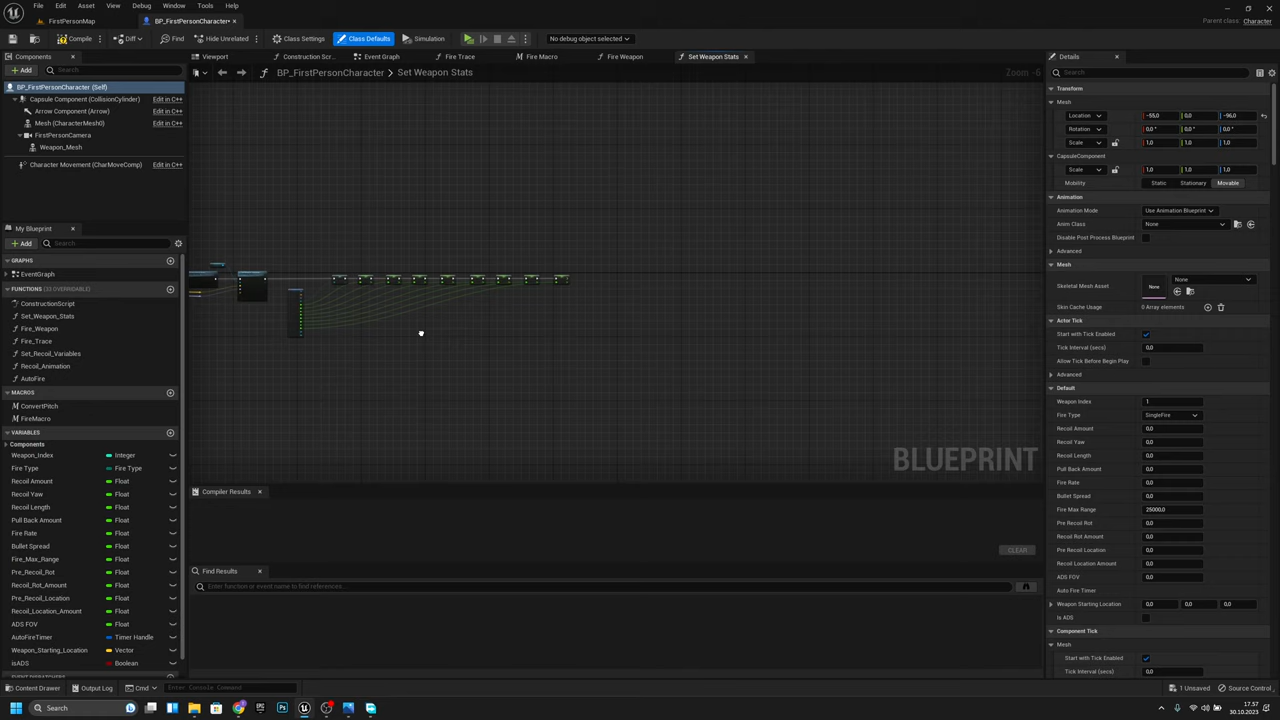 File Edit Asset View Debug Window Tools Help
FirstPersonMap
BP_FirstPersonCharacter•
Parent class: Character
Compile
Diff
Find
Hide Unrelated
Class Settings
Class Defaults
Simulation
No debug object selected
Components
Add
Search
BP_FirstPersonCharacter (Self)
Capsule Component (CollisionCylinder) Edit in C++
Arrow Component (Arrow) Edit in C++
Mesh (CharacterMesh0) Edit in C++
FirstPersonCamera
Weapon_Mesh
Character Movement (CharMoveComp) Edit in C++
My Blueprint
Add
Search
GRAPHS
EventGraph
FUNCTIONS (33 OVERRIDABLE)
ConstructionScript
Set_Weapon_Stats
Fire_Weapon
Fire_Trace
Set_Recoil_Variables
Recoil_Animation
AutoFire
MACROS
ConvertPitch
FireMacro
VARIABLES
Components
Weapon_Index Integer
Fire Type Fire Type
Recoil Amount Float
Recoil Yaw Float
Recoil Length Float
Pull Back Amount Float
Fire Rate Float
Bullet Spread Float
Fire_Max_Range Float
Pre_Recoil_Rot Float
Recoil_Rot_Amount Float
Pre_Recoil_Location Float
Recoil_Location_Amount Float
ADS FOV Float
AutoFireTimer Timer Handle
Weapon_Starting_Location Vector
isADS Boolean
Viewport
Construction Scr...
Event Graph
Fire Trace
Fire Macro
Fire Weapon
Set Weapon Stats
BP_FirstPersonCharacter > Set Weapon Stats
Zoom -6
BLUEPRINT
Compiler Results
CLEAR
Find Results
Enter function or event name to find references...
Details
Search
Transform
Mesh
Location -55,0 0,0 -96,0
Rotation 0,0 ° 0,0 ° 0,0 °
Scale 1,0 1,0 1,0
CapsuleComponent
Scale 1,0 1,0 1,0
Mobility Static Stationary Movable
Animation
Animation Mode Use Animation Blueprint
Anim Class None
Disable Post Process Blueprint
Advanced
Mesh
Skeletal Mesh Asset None None
Skin Cache Usage 0 Array elements
Actor Tick
Start with Tick Enabled
Tick Interval (secs) 0,0
Allow Tick Before Begin Play
Advanced
Default
Weapon Index 1
Fire Type SingleFire
Recoil Amount 0,0
Recoil Yaw 0,0
Recoil Length 0,0
Pull Back Amount 0,0
Fire Rate 0,0
Bullet Spread 0,0
Fire Max Range 25000,0
Pre Recoil Rot 0,0
Recoil Rot Amount 0,0
Pre Recoil Location 0,0
Recoil Location Amount 0,0
ADS FOV 0,0
Auto Fire Timer
Weapon Starting Location 0,0 0,0 0,0
Is ADS
Component Tick
Mesh
Start with Tick Enabled
Tick Interval (secs) 0,0
Content Drawer
Output Log
Cmd
Enter Console Command
1 Unsaved
Source Control
Search
17.57
30.10.2023